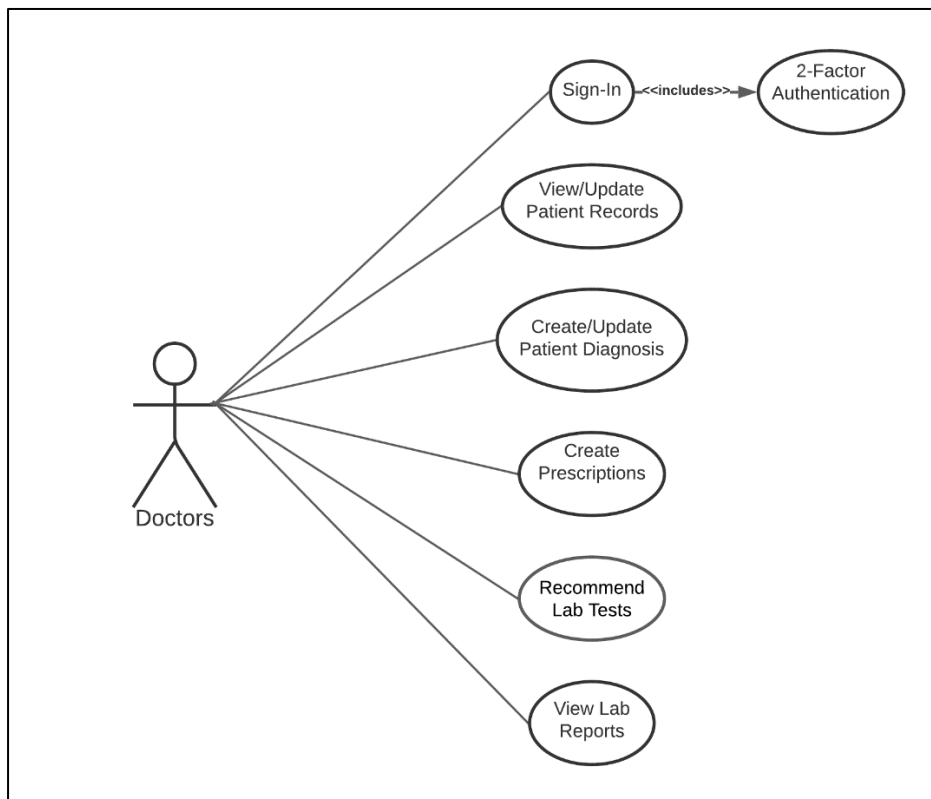 Sign-In
<<includes>>
2-Factor
Authentication
View/Update
Patient Records
Create/Update
Patient Diagnosis
Create
Prescriptions
Doctors
Recommend
Lab Tests
View Lab
Reports